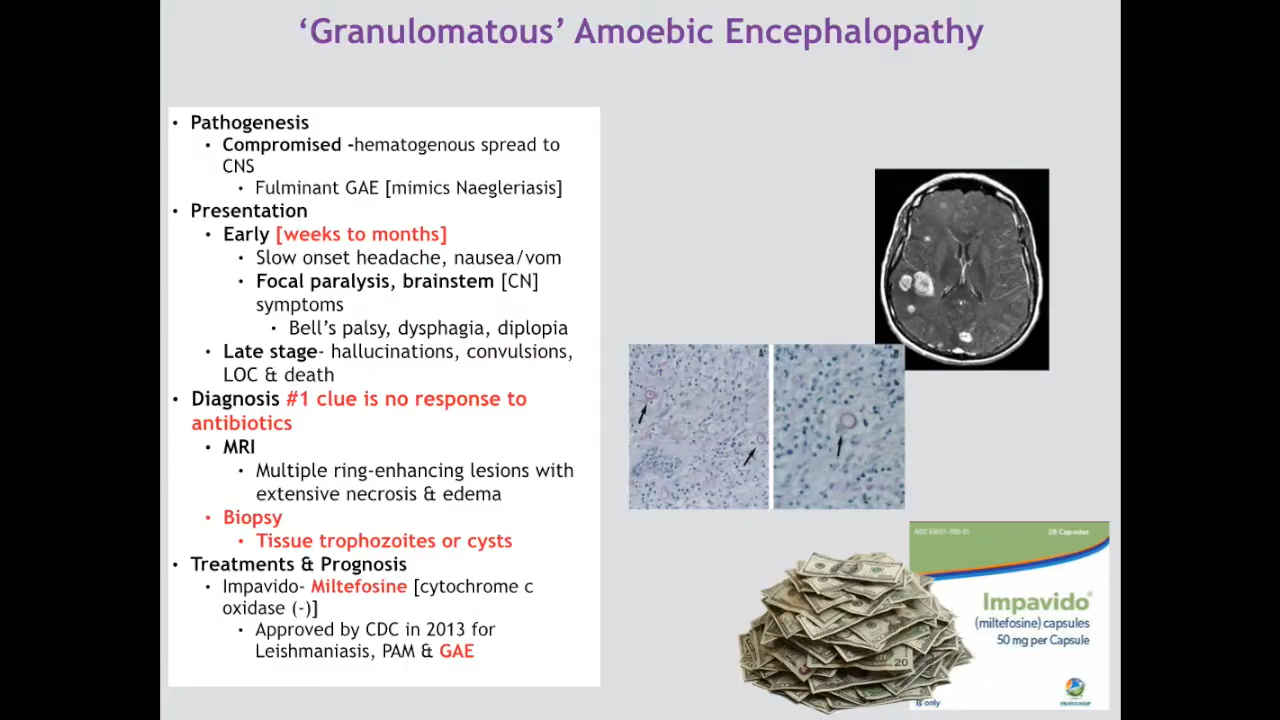 ‘Granulomatous’ Amoebic Encephalopathy
• Pathogenesis
• Compromised -hematogenous spread to
CNS
• Fulminant GAE [mimics Naegleriasis]
• Presentation
• Early [weeks to months]
• Slow onset headache, nausea/vom
• Focal paralysis, brainstem [CN]
symptoms
• Bell’s palsy, dysphagia, diplopia
• Late stage- hallucinations, convulsions,
LOC & death
• Diagnosis #1 clue is no response to
antibiotics
• MRI
• Multiple ring-enhancing lesions with
extensive necrosis & edema
• Biopsy
• Tissue trophozoites or cysts
• Treatments & Prognosis
• Impavido- Miltefosine [cytochrome c
oxidase (-)]
• Approved by CDC in 2013 for
Leishmaniasis, PAM & GAE
A
B
28 Capsules
Impavido®
(miltefosine) capsules
50 mg per Capsule
20
only